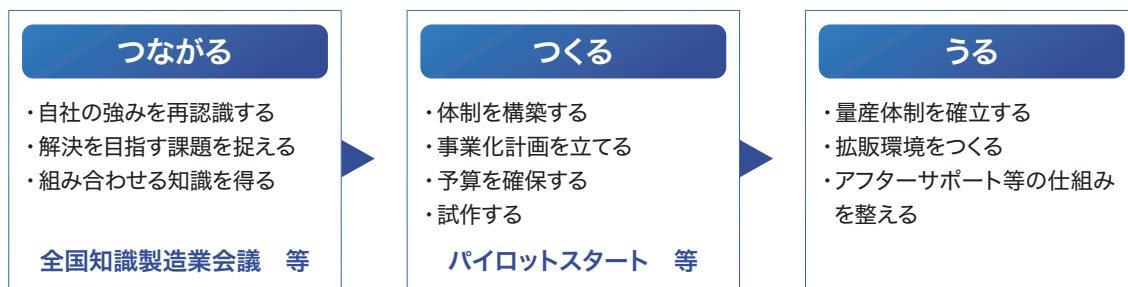 つながる
・自社の強みを再認識する
・解決を目指す課題を捉える
・組み合わせる知識を得る
全国知識製造業会議　等
つくる
・体制を構築する
・事業化計画を立てる
・予算を確保する
・試作する
パイロットスタート　等
うる
・量産体制を確立する
・拡販環境をつくる
・アフターサポート等の仕組み
を整える